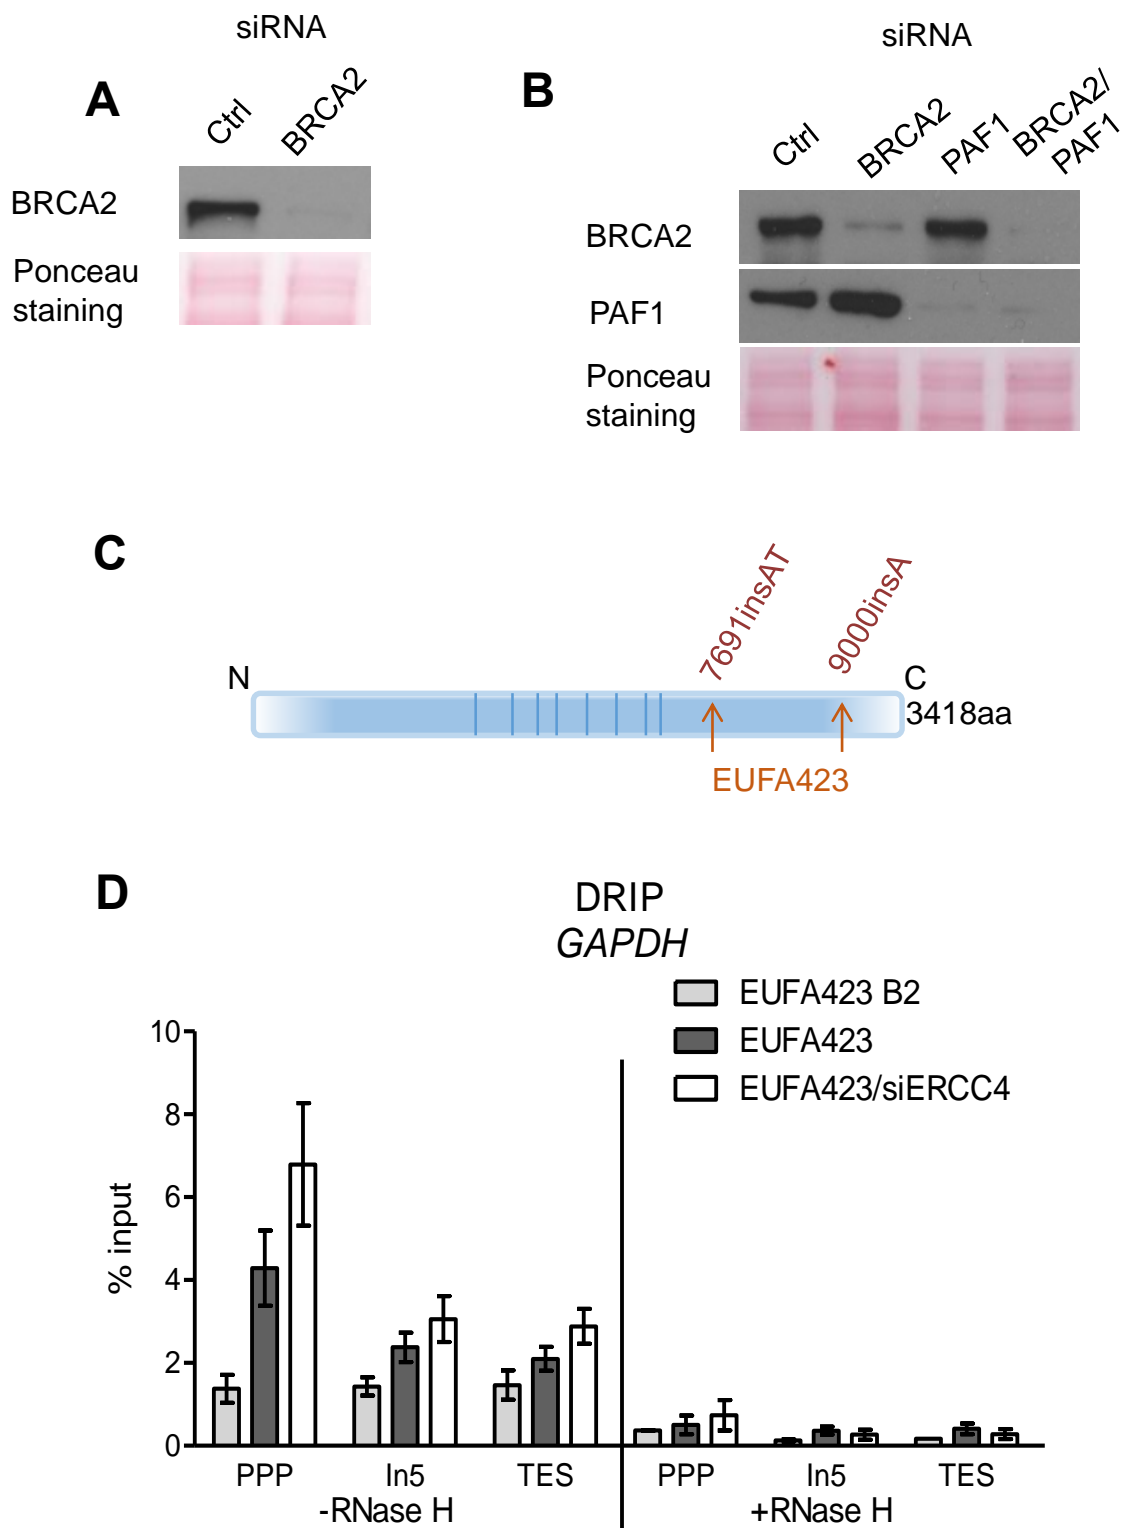 siRNA
A
Ctrl
BRCA2
BRCA2
Ponceau
staining
siRNA
B
Ctrl
BRCA2
PAF1
BRCA2/
PAF1
BRCA2
PAF1
Ponceau
staining
C
7691insAT
9000insA
N
C
3418aa
EUFA423
D
DRIP
GAPDH
EUFA423 B2
EUFA423
EUFA423/siERCC4
% input
10
8
6
4
2
0
PPP In5 TES PPP In5 TES
-RNase H +RNase H